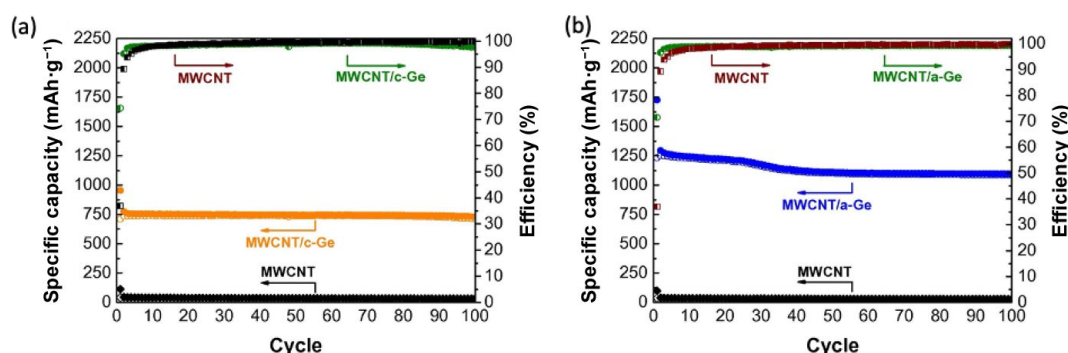 (a)
Specific capacity (mAh·g⁻¹)
2250
2000
1750
1500
1250
1000
750
500
250
0
MWCNT
MWCNT/c-Ge
MWCNT/c-Ge
MWCNT
100
90
80
70
60
50
40
30
20
10
0
Efficiency (%)
0 10 20 30 40 50 60 70 80 90 100
Cycle
(b)
Specific capacity (mAh·g⁻¹)
2250
2000
1750
1500
1250
1000
750
500
250
0
MWCNT
MWCNT/a-Ge
MWCNT/a-Ge
MWCNT
100
90
80
70
60
50
40
30
20
10
0
Efficiency (%)
0 10 20 30 40 50 60 70 80 90 100
Cycle